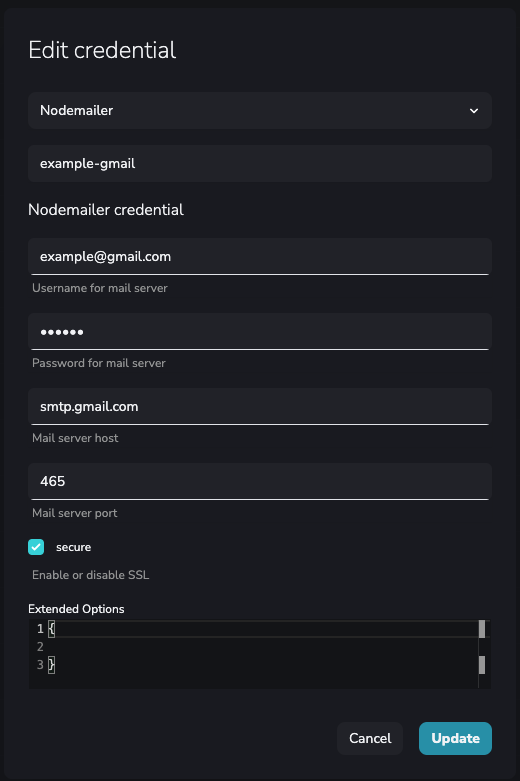 Edit credential
Nodemailer
example-gmail
Nodemailer credential
example@gmail.com
Username for mail server
••••••
Password for mail server
smtp.gmail.com
Mail server host
465
Mail server port
secure
Enable or disable SSL
Extended Options
1 {
2
3 }
Cancel Update